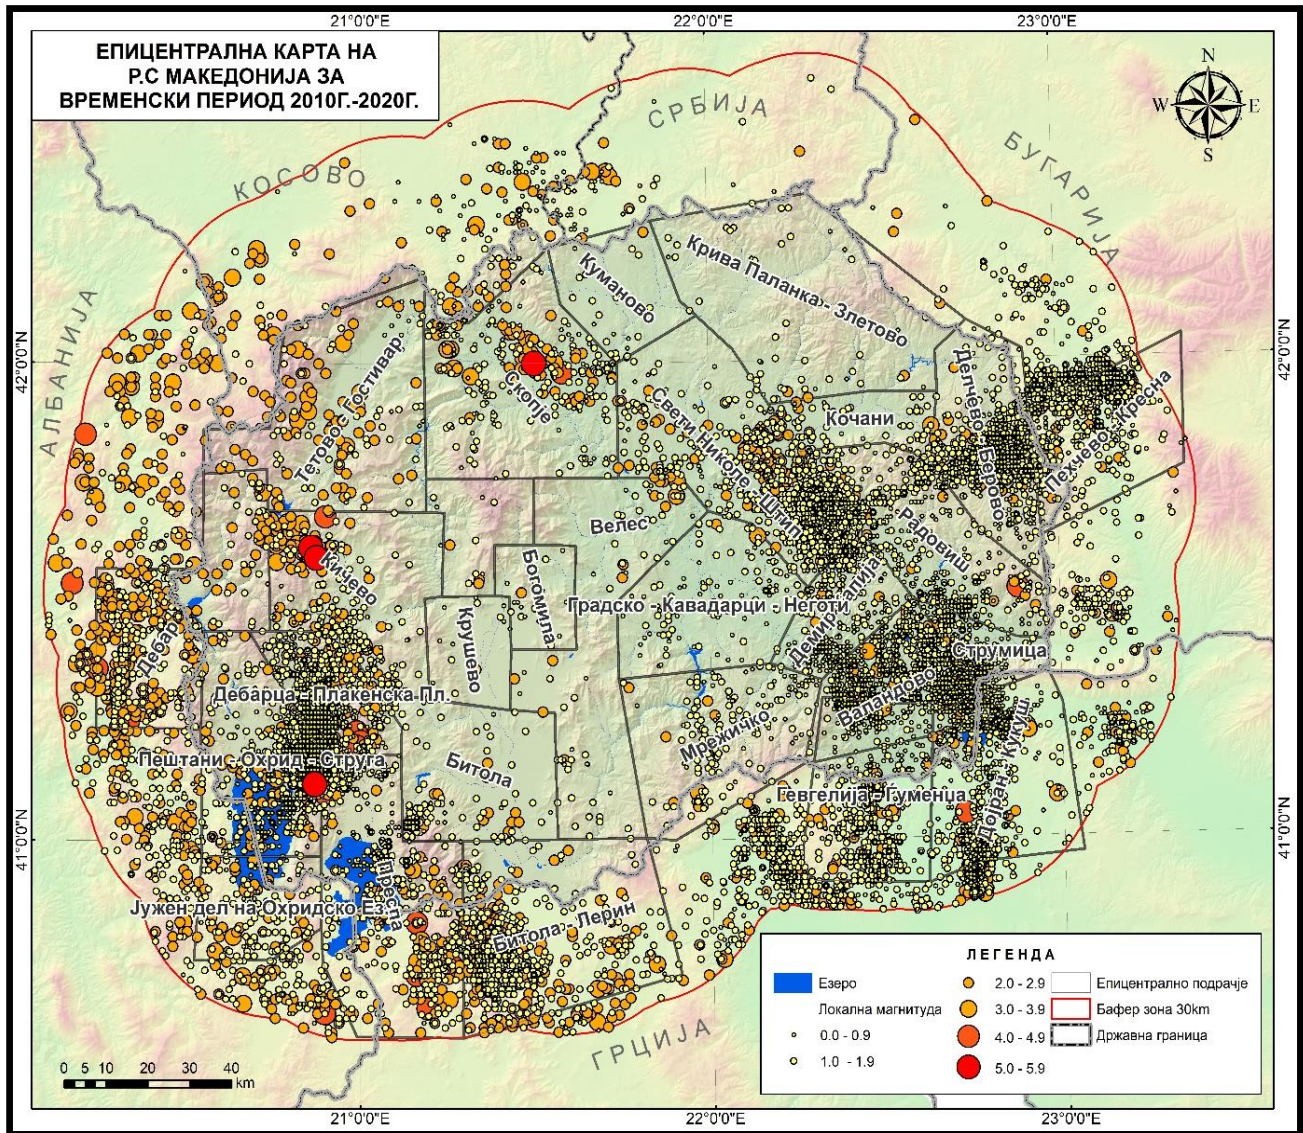 21°0'0"E
22°0'0"E
23°0'0"E
ЕПИЦЕНТРАЛНА КАРТА НА
Р.С МАКЕДОНИЈА ЗА
ВРЕМЕНСКИ ПЕРИОД 2010Г.-2020Г.
N
W
E
S
СРБИЈА
КОСОВО
БУГАРИЈА
АЛБАНИЈА
ГРЦИЈА
42°0'0"N
42°0'0"N
41°0'0"N
41°0'0"N
Куманово
Крива Паланка - Злетово
Тетово - Гостивар
Скопје
Свети Николе - Штип
Кочани
Делчево - Берово
Пехчево - Кресна
Велес
Радовиш
Кичево
Богомила
Градско - Кавадарци - Неготи
Демир Капија
Дебар
Крушево
Струмица
Дебарца - Плакенска Пл.
Валандово
Мрежичко
Пештани - Охрид - Струга
Битола
Гевгелија - Гуменџа
Дојран - Кукуш
Преспа
Јужен дел на Охридско Ез.
Битола - Лерин
ЛЕГЕНДА
Езеро
Локална магнитуда
0.0 - 0.9
1.0 - 1.9
2.0 - 2.9
3.0 - 3.9
4.0 - 4.9
5.0 - 5.9
Епицентрално подрачје
Бафер зона 30km
Државна граница
0 5 10 20 30 40
km
21°0'0"E
22°0'0"E
23°0'0"E